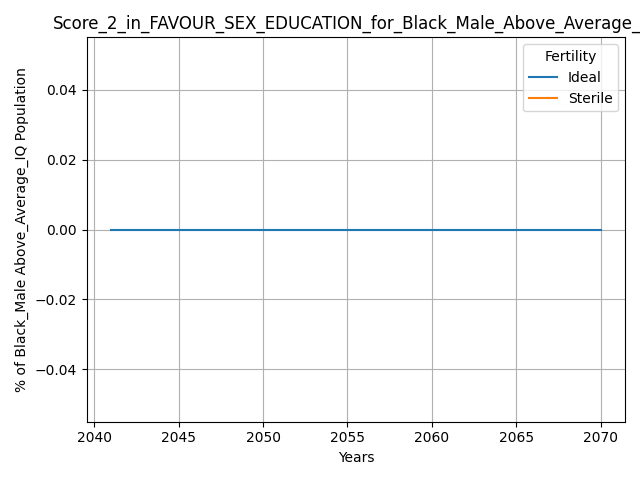 Score_2_in_FAVOUR_SEX_EDUCATION_for_Black_Male_Above_Average_
Fertility
Ideal
Sterile
% of Black_Male Above_Average_IQ Population
0.04
0.02
0.00
−0.02
−0.04
2040 2045 2050 2055 2060 2065 2070
Years